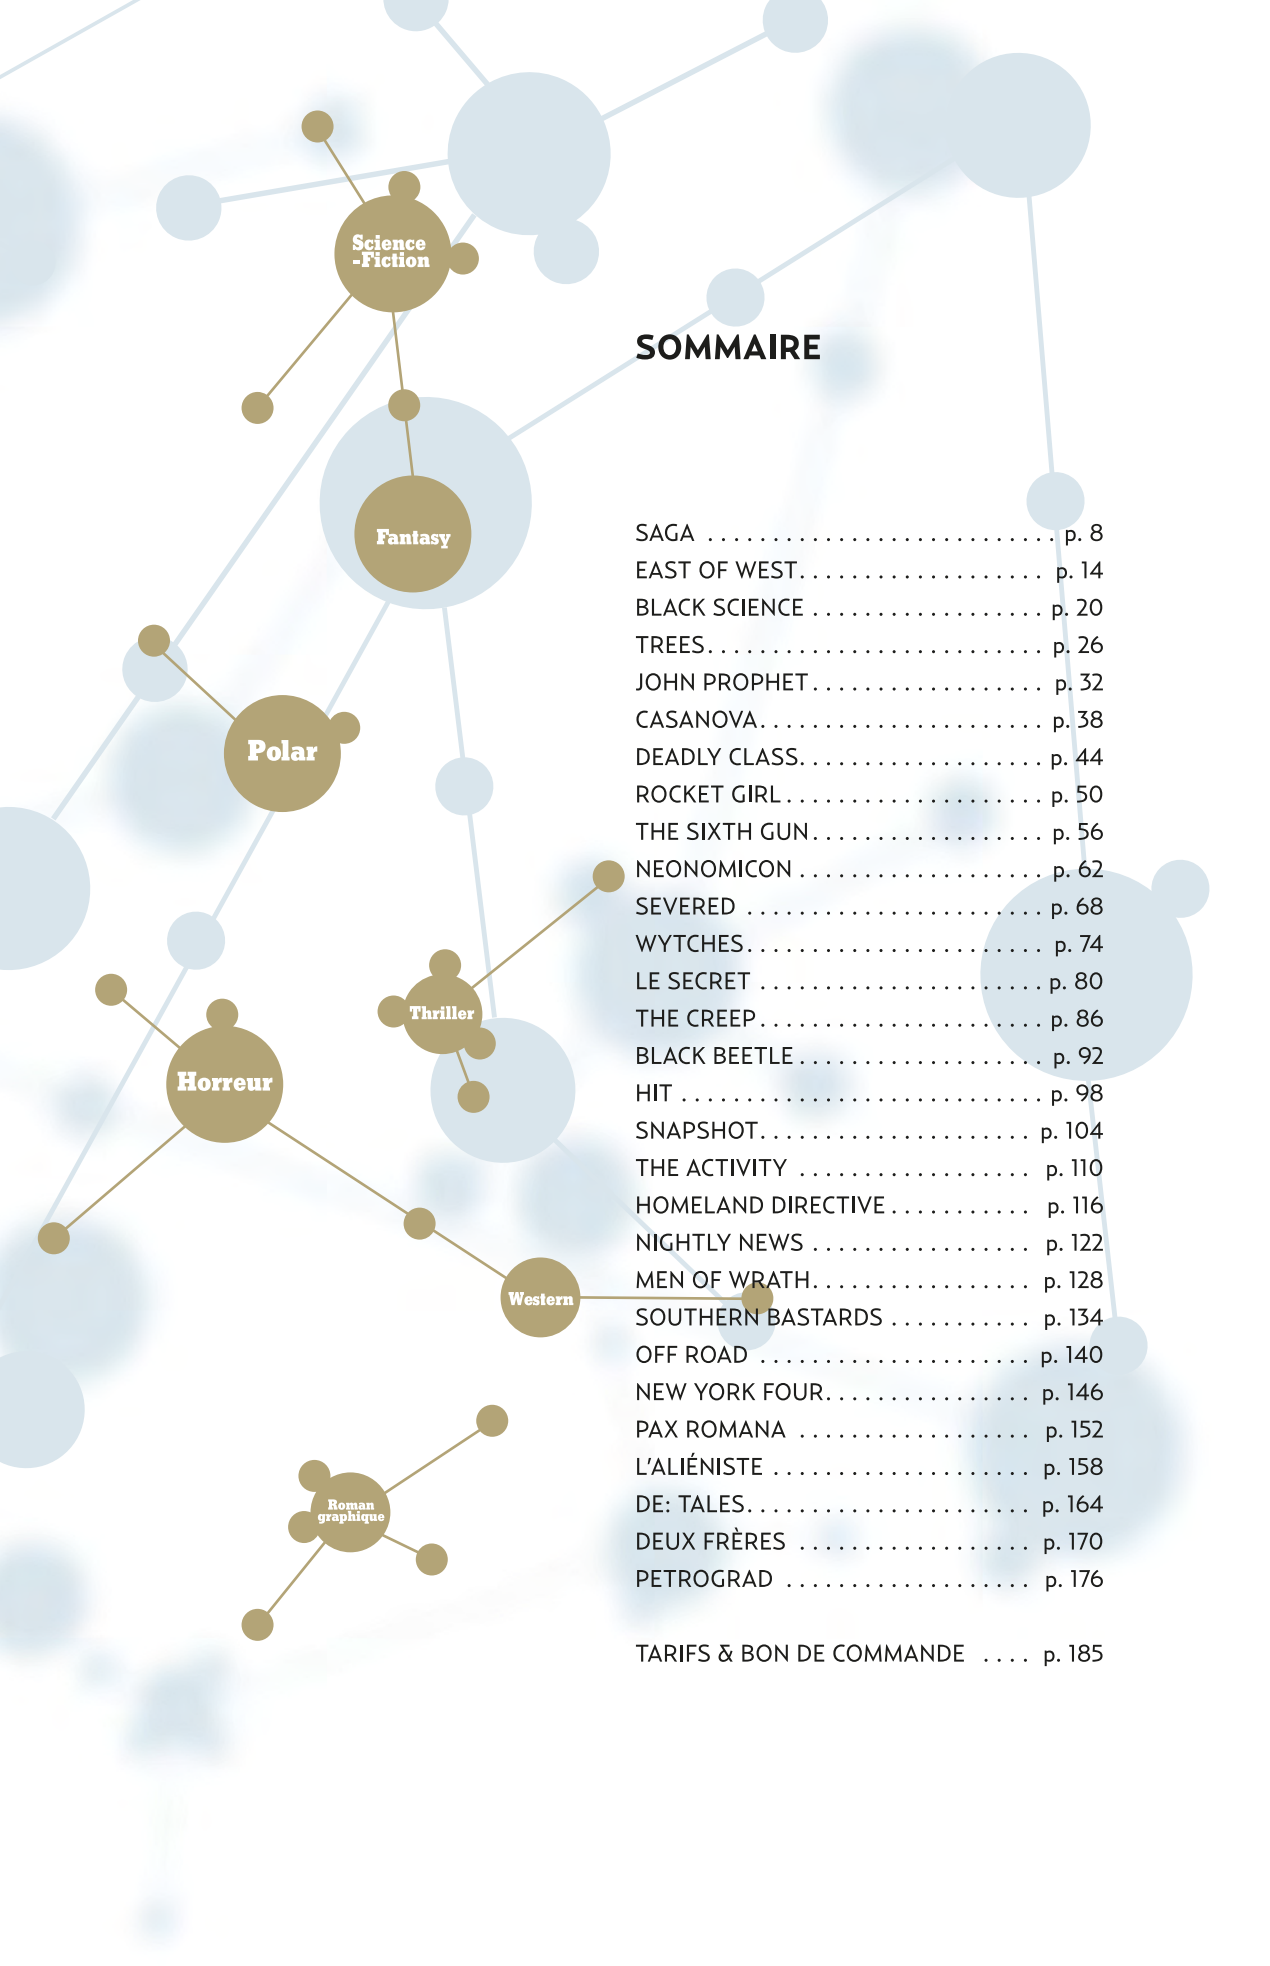 Science
-Fiction
Fantasy
Polar
Thriller
Horreur
Western
Roman
graphique
SOMMAIRE
SAGA . . . . . . . . . . . . . . . . . . . . . . . . . . . p. 8
EAST OF WEST. . . . . . . . . . . . . . . . . . . p. 14
BLACK SCIENCE . . . . . . . . . . . . . . . . . . p. 20
TREES. . . . . . . . . . . . . . . . . . . . . . . . . . p. 26
JOHN PROPHET. . . . . . . . . . . . . . . . . . p. 32
CASANOVA. . . . . . . . . . . . . . . . . . . . . . p. 38
DEADLY CLASS. . . . . . . . . . . . . . . . . . . p. 44
ROCKET GIRL . . . . . . . . . . . . . . . . . . . . p. 50
THE SIXTH GUN. . . . . . . . . . . . . . . . . . p. 56
NEONOMICON . . . . . . . . . . . . . . . . . . . p. 62
SEVERED . . . . . . . . . . . . . . . . . . . . . . . p. 68
WYTCHES. . . . . . . . . . . . . . . . . . . . . . . p. 74
LE SECRET . . . . . . . . . . . . . . . . . . . . . . p. 80
THE CREEP. . . . . . . . . . . . . . . . . . . . . . p. 86
BLACK BEETLE . . . . . . . . . . . . . . . . . . . p. 92
HIT . . . . . . . . . . . . . . . . . . . . . . . . . . . . p. 98
SNAPSHOT. . . . . . . . . . . . . . . . . . . . . p. 104
THE ACTIVITY . . . . . . . . . . . . . . . . . . p. 110
HOMELAND DIRECTIVE . . . . . . . . . . . p. 116
NIGHTLY NEWS . . . . . . . . . . . . . . . . . p. 122
MEN OF WRATH. . . . . . . . . . . . . . . . . p. 128
SOUTHERN BASTARDS . . . . . . . . . . . p. 134
OFF ROAD . . . . . . . . . . . . . . . . . . . . . p. 140
NEW YORK FOUR. . . . . . . . . . . . . . . . p. 146
PAX ROMANA . . . . . . . . . . . . . . . . . . p. 152
L’ALIÉNISTE . . . . . . . . . . . . . . . . . . . . p. 158
DE: TALES. . . . . . . . . . . . . . . . . . . . . . p. 164
DEUX FRÈRES . . . . . . . . . . . . . . . . . . p. 170
PETROGRAD . . . . . . . . . . . . . . . . . . . p. 176
TARIFS & BON DE COMMANDE . . . . p. 185